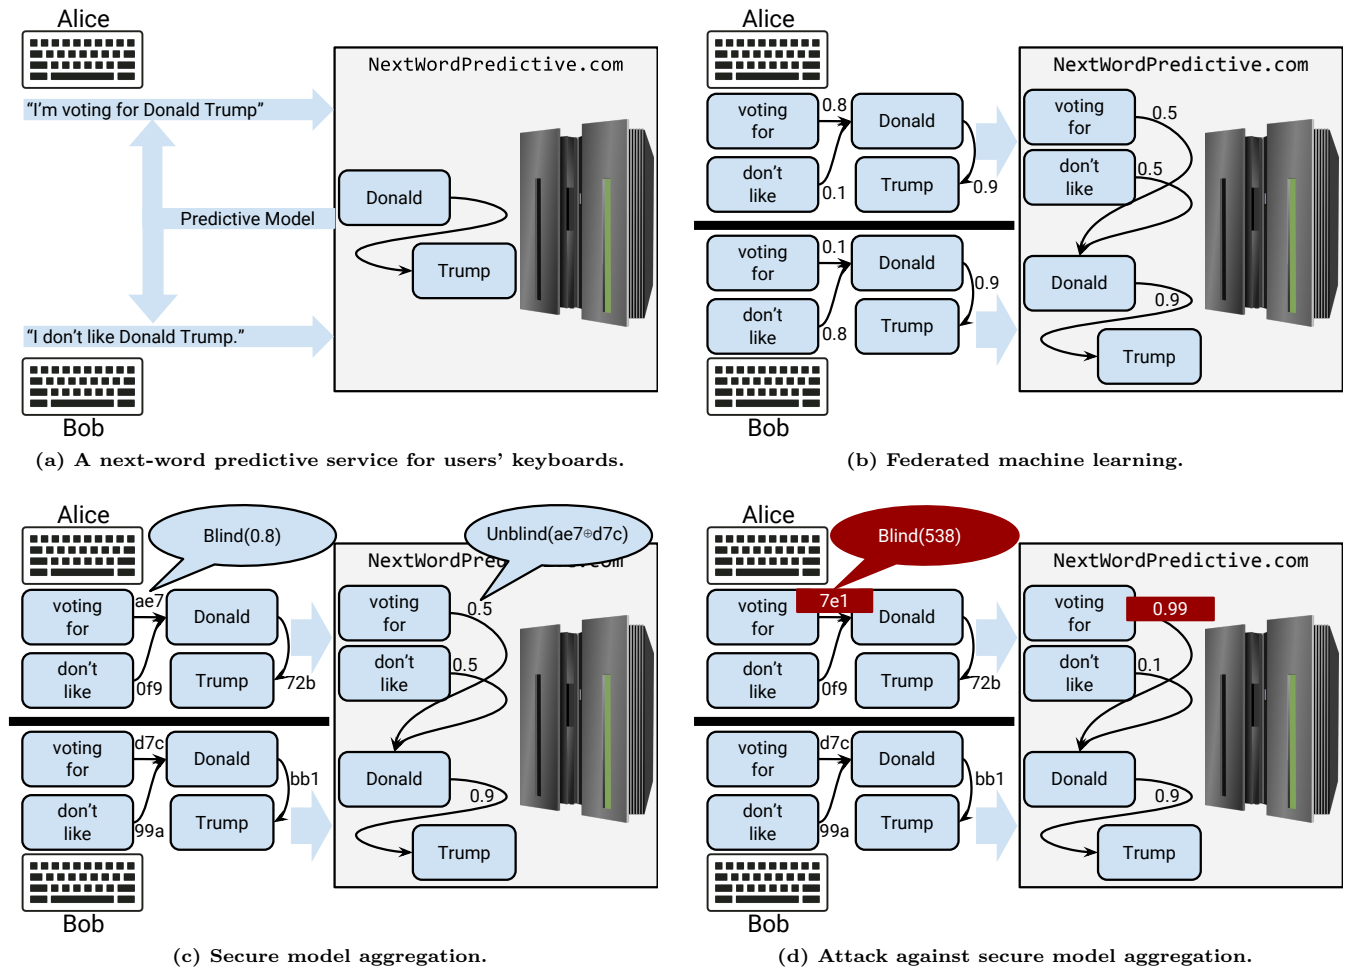 Alice
NextWordPredictive.com
“I’m voting for Donald Trump”
Donald
Predictive Model
Trump
“I don’t like Donald Trump.”
Bob
(a) A next-word predictive service for users’ keyboards.
Alice
NextWordPredictive.com
voting
for
0.8
Donald
don’t
like
0.1
Trump
0.9
voting
for
0.1
Donald
0.9
don’t
like
0.8
Trump
voting
for
0.5
don’t
like
0.5
Donald
0.9
Trump
Bob
(b) Federated machine learning.
Alice
Blind(0.8)
Unblind(ae7⊕d7c)
NextWordPredictive.com
voting
for
ae7
Donald
don’t
like
0f9
Trump
72b
voting
for
d7c
Donald
bb1
don’t
like
99a
Trump
voting
for
0.5
don’t
like
0.5
Donald
0.9
Trump
Bob
(c) Secure model aggregation.
Alice
Blind(538)
NextWordPredictive.com
voting
for
7e1
Donald
don’t
like
0f9
Trump
72b
voting
for
d7c
Donald
bb1
don’t
like
99a
Trump
voting
for
0.99
don’t
like
0.1
Donald
0.9
Trump
Bob
(d) Attack against secure model aggregation.